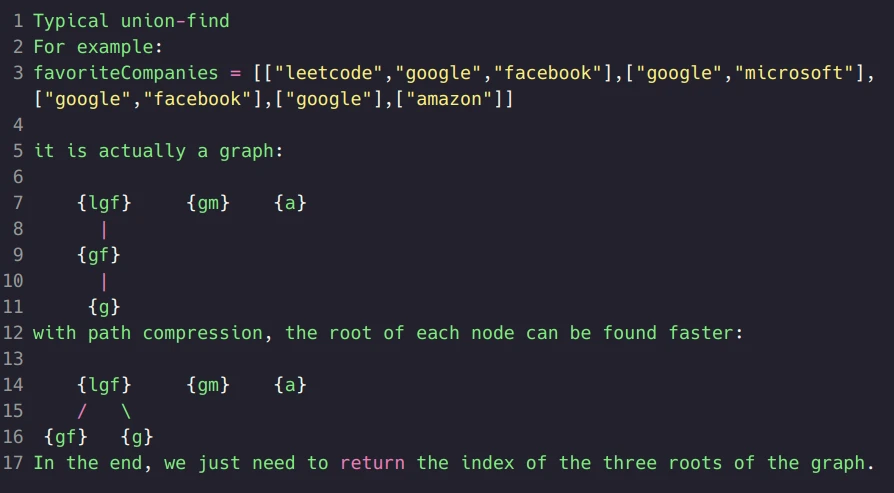 1 Typical union-find
2 For example:
3 favoriteCompanies = [["leetcode","google","facebook"],["google","microsoft"],
["google","facebook"],["google"],["amazon"]]
4
5 it is actually a graph:
6
7     {lgf}     {gm}    {a}
8       |
9     {gf}
10       |
11      {g}
12 with path compression, the root of each node can be found faster:
13
14     {lgf}     {gm}    {a}
15     /   \
16  {gf}   {g}
17 In the end, we just need to return the index of the three roots of the graph.